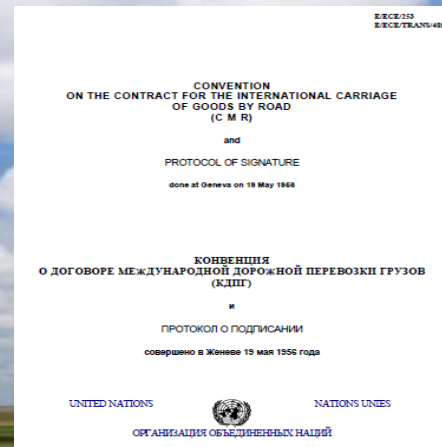 E/ECE/253
E/ECE/TRANS/48
CONVENTION
ON THE CONTRACT FOR THE INTERNATIONAL CARRIAGE
OF GOODS BY ROAD
(C M R)
and
PROTOCOL OF SIGNATURE
done at Geneva on 19 May 1956
КОНВЕНЦИЯ
О ДОГОВОРЕ МЕЖДУНАРОДНОЙ ДОРОЖНОЙ ПЕРЕВОЗКИ ГРУЗОВ
(КДПГ)
и
ПРОТОКОЛ О ПОДПИСАНИИ
совершено в Женеве 19 мая 1956 года
UNITED NATIONS NATIONS UNIES
ОРГАНИЗАЦИЯ ОБЪЕДИНЕННЫХ НАЦИЙ